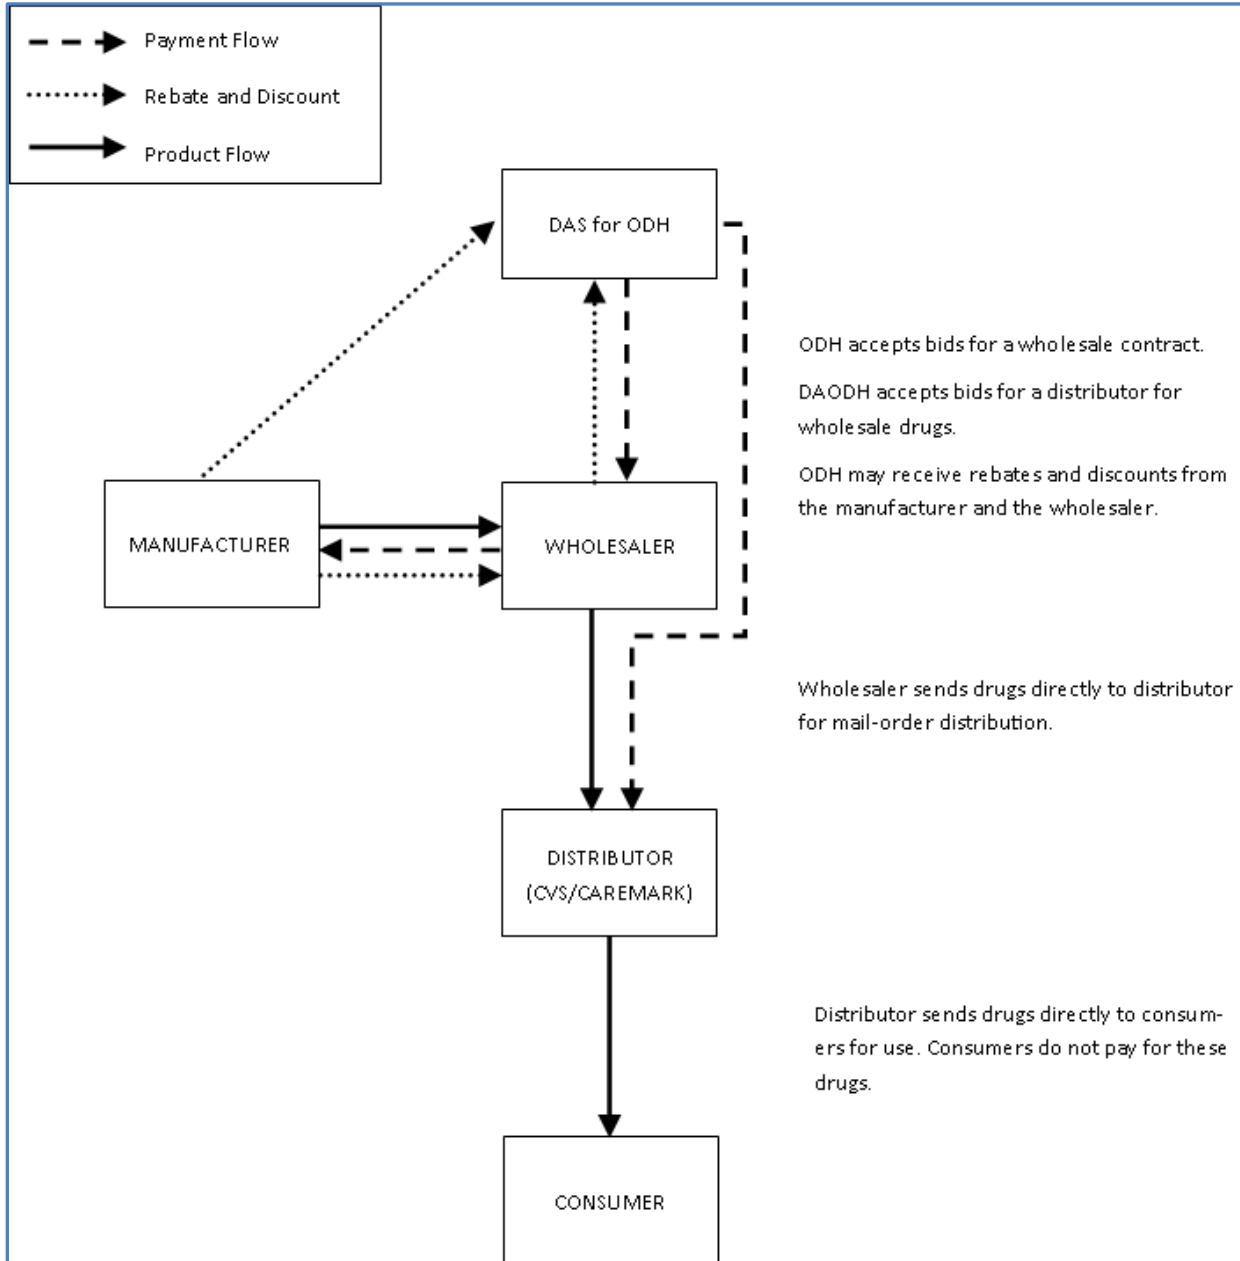 Payment Flow
Rebate and Discount
Product Flow
DAS for ODH
ODH accepts bids for a wholesale contract.
DAODH accepts bids for a distributor for
wholesale drugs.
ODH may receive rebates and discounts from
the manufacturer and the wholesaler.
MANUFACTURER
WHOLESALER
Wholesaler sends drugs directly to distributor
for mail-order distribution.
DISTRIBUTOR
(CVS/CAREMARK)
Distributor sends drugs directly to consum-
ers for use. Consumers do not pay for these
drugs.
CONSUMER